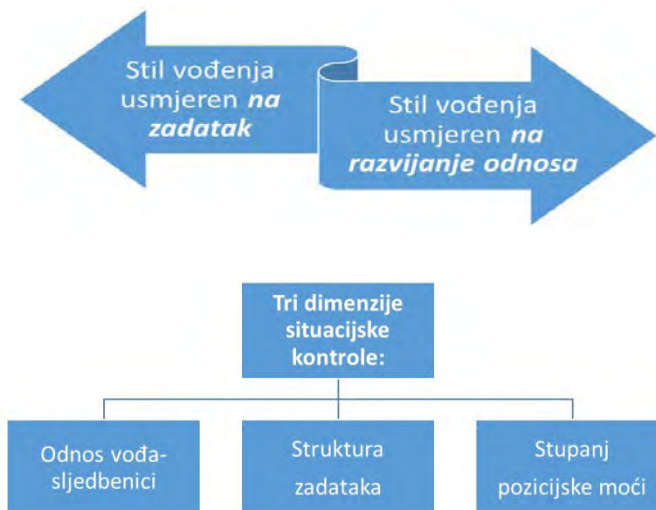 Stil vođenja
usmjeren na
zadatak
Stil vođenja
usmjeren na
razvijanje odnosa
Tri dimenzije
situacijske
kontrole:
Odnos vođa-
sljedbenici
Struktura
zadataka
Stupanj
pozicijske moći